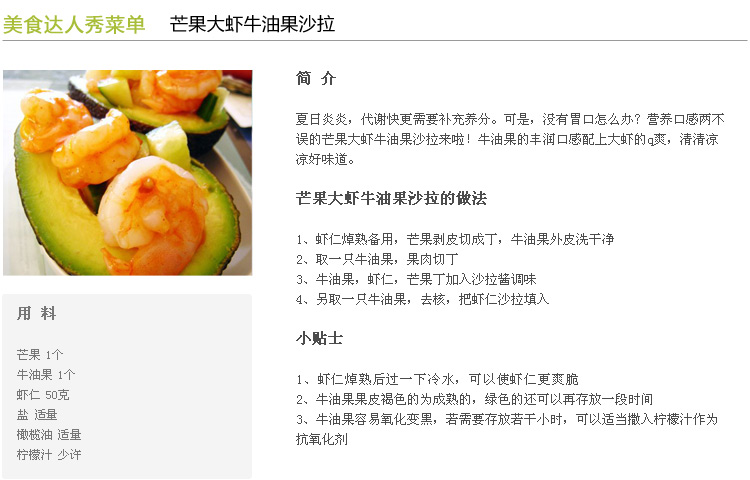 美食达人秀菜单 芒果大虾牛油果沙拉
简 介
夏日炎炎，代谢快更需要补充养分。可是，没有胃口怎么办？营养口感两不
误的芒果大虾牛油果沙拉来啦！牛油果的丰润口感配上大虾的q爽，清清凉
凉好味道。
芒果大虾牛油果沙拉的做法
1、虾仁焯熟备用，芒果剥皮切成丁，牛油果外皮洗干净
2、取一只牛油果，果肉切丁
3、牛油果，虾仁，芒果丁加入沙拉酱调味
4、另取一只牛油果，去核，把虾仁沙拉填入
小贴士
1、虾仁焯熟后过一下冷水，可以使虾仁更爽脆
2、牛油果果皮褐色的为成熟的，绿色的还可以再存放一段时间
3、牛油果容易氧化变黑，若需要存放若干小时，可以适当撒入柠檬汁作为
抗氧化剂
用 料
芒果 1个
牛油果 1个
虾仁 50克
盐 适量
橄榄油 适量
柠檬汁 少许